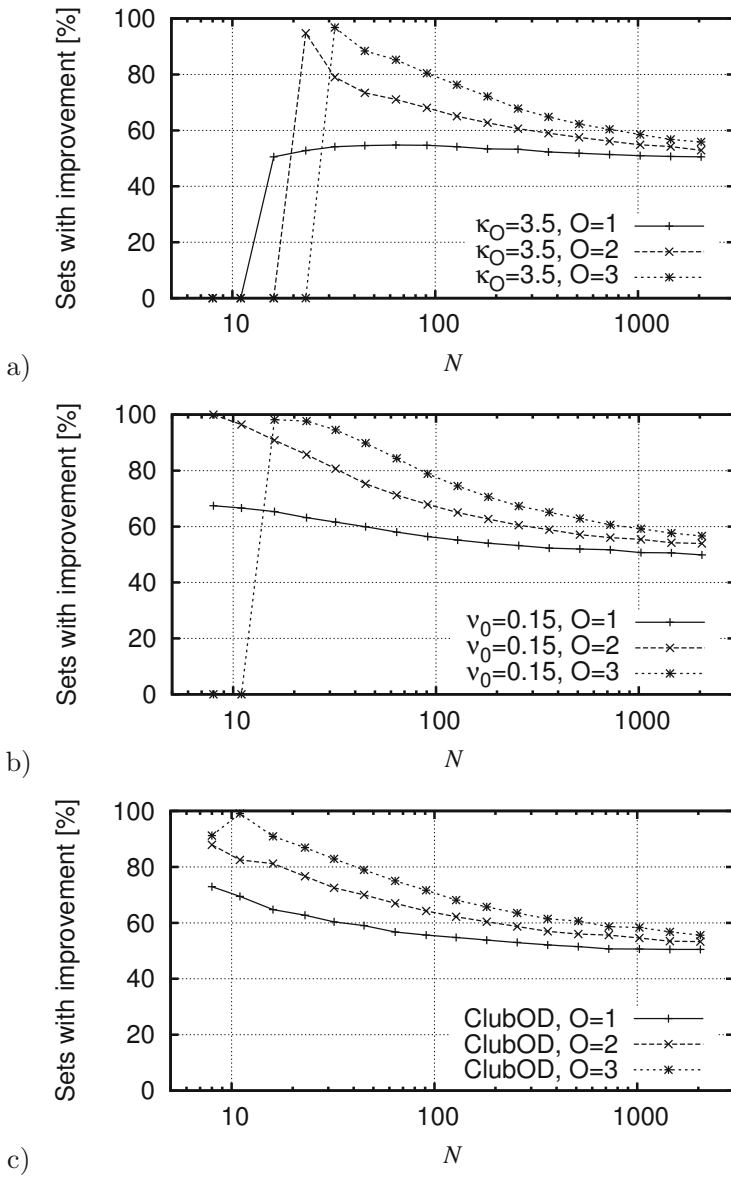 Sets with improvement [%]
100
80
60
40
20
0
κO=3.5, O=1
κO=3.5, O=2
κO=3.5, O=3
10
100
1000
N
a)
Sets with improvement [%]
100
80
60
40
20
0
ν0=0.15, O=1
ν0=0.15, O=2
ν0=0.15, O=3
10
100
1000
N
b)
Sets with improvement [%]
100
80
60
40
20
0
ClubOD, O=1
ClubOD, O=2
ClubOD, O=3
10
100
1000
N
c)